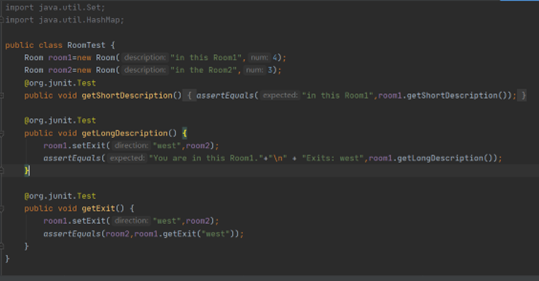 import java.util.Set;
import java.util.HashMap;
public class RoomTest {
Room room1=new Room( description: "in this Room1", num: 4);
Room room2=new Room( description: "in the Room2", num: 3);
@org.junit.Test
public void getShortDescription() { assertEquals( expected: "in this Room1",room1.getShortDescription()); }
@org.junit.Test
public void getLongDescription() {
room1.setExit( direction: "west",room2);
assertEquals( expected: "You are in this Room1."+"\n" + "Exits: west",room1.getLongDescription());
}
@org.junit.Test
public void getExit() {
room1.setExit( direction: "west",room2);
assertEquals(room2,room1.getExit("west"));
}
}